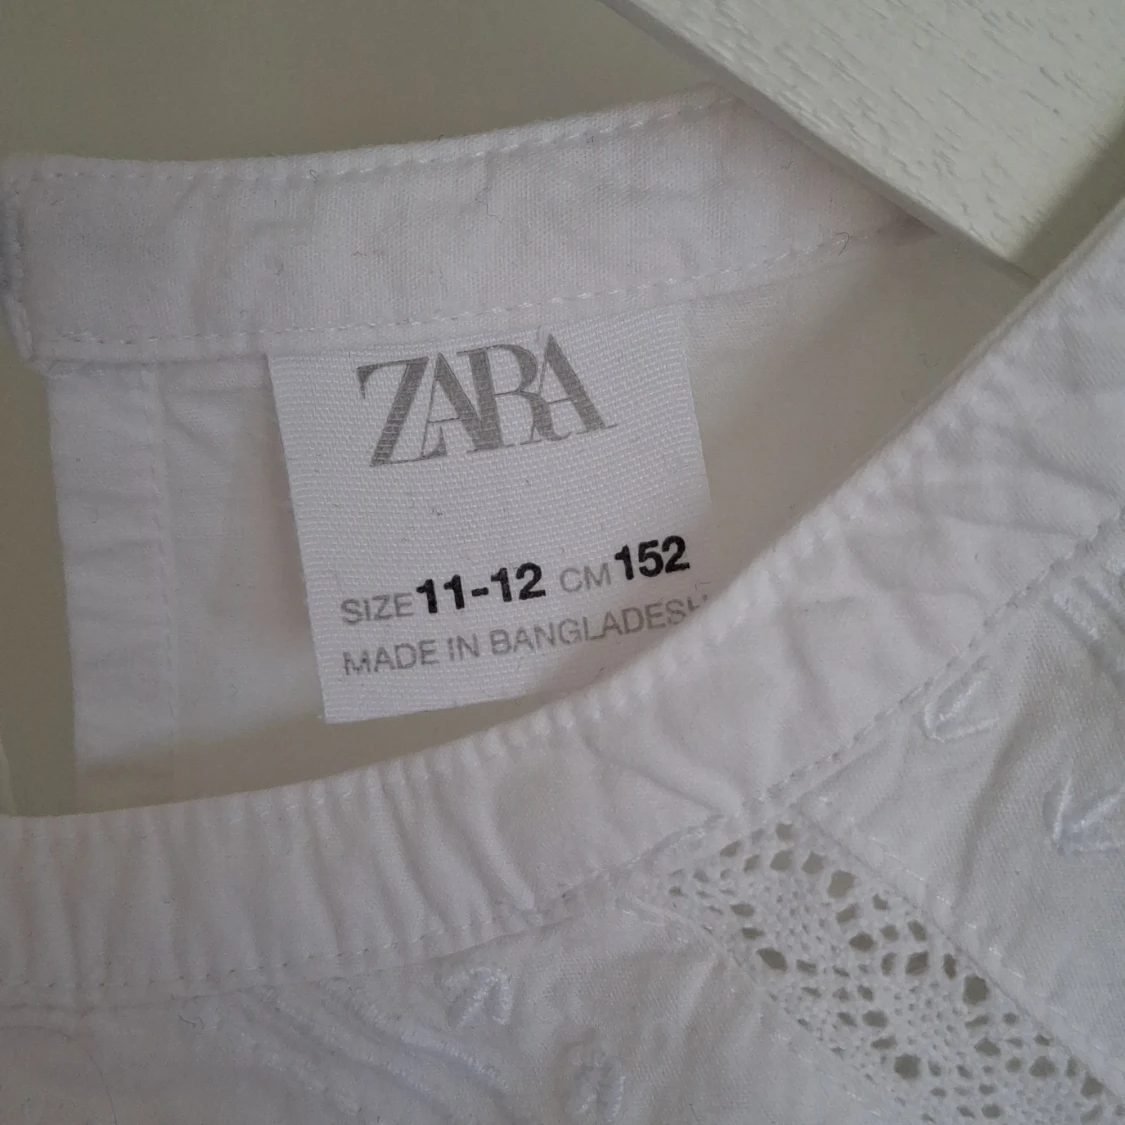 ZARA
SIZE 11-12 CM 152
MADE IN BANGLADESH